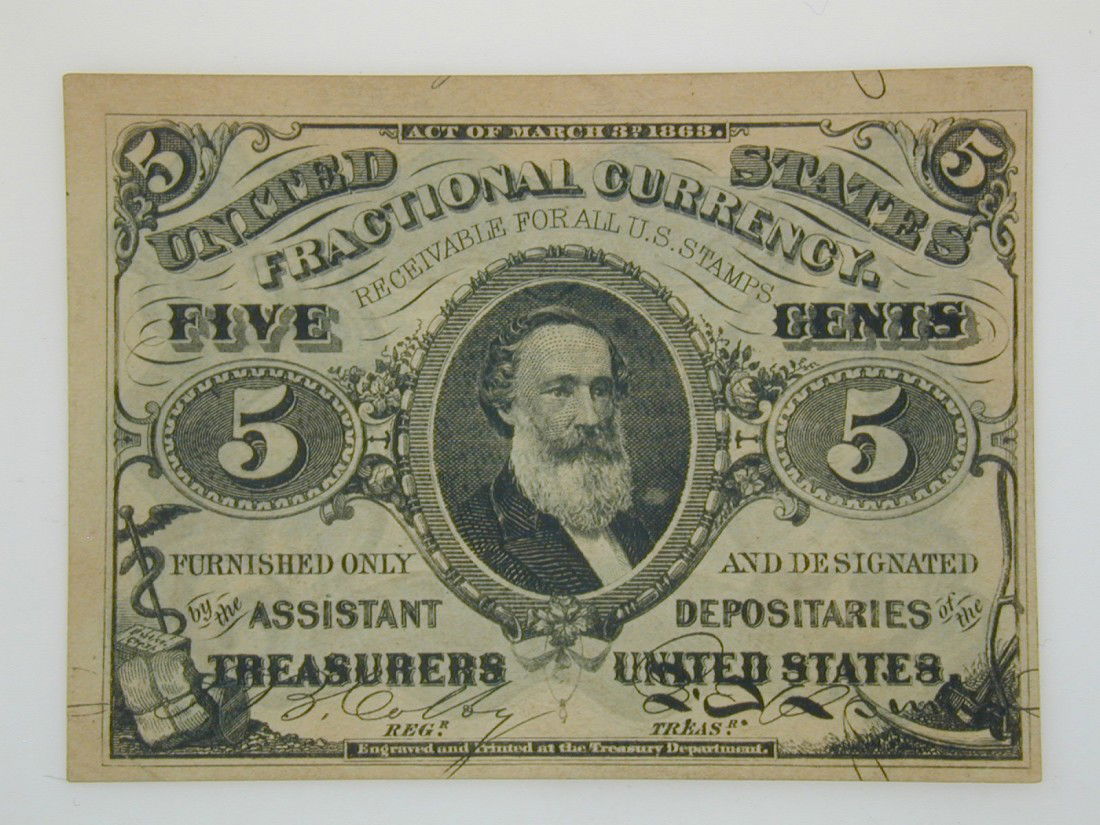 ACT OF MARCH 3D. 1863.
5 5
UNITED STATES
FRACTIONAL CURRENCY.
RECEIVABLE FOR ALL U.S. STAMPS
FIVE CENTS
5 5
FURNISHED ONLY AND DESIGNATED
by the ASSISTANT DEPOSITARIES of the
TREASURERS UNITED STATES.
S. B. Colby
REGR. TREASR.
Engraved and Printed at the Treasury Department.